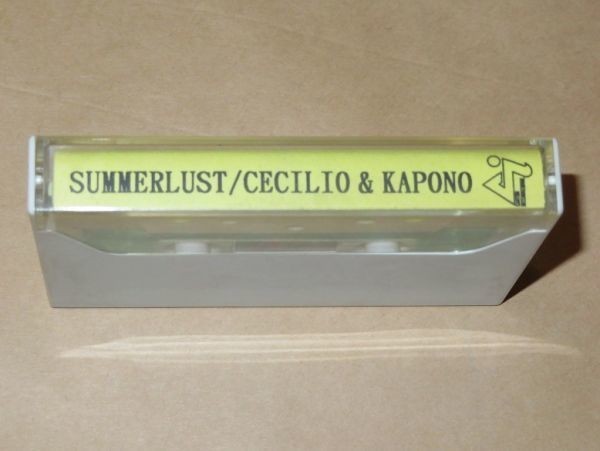 SUMMERLUST/CECILIO & KAPONO